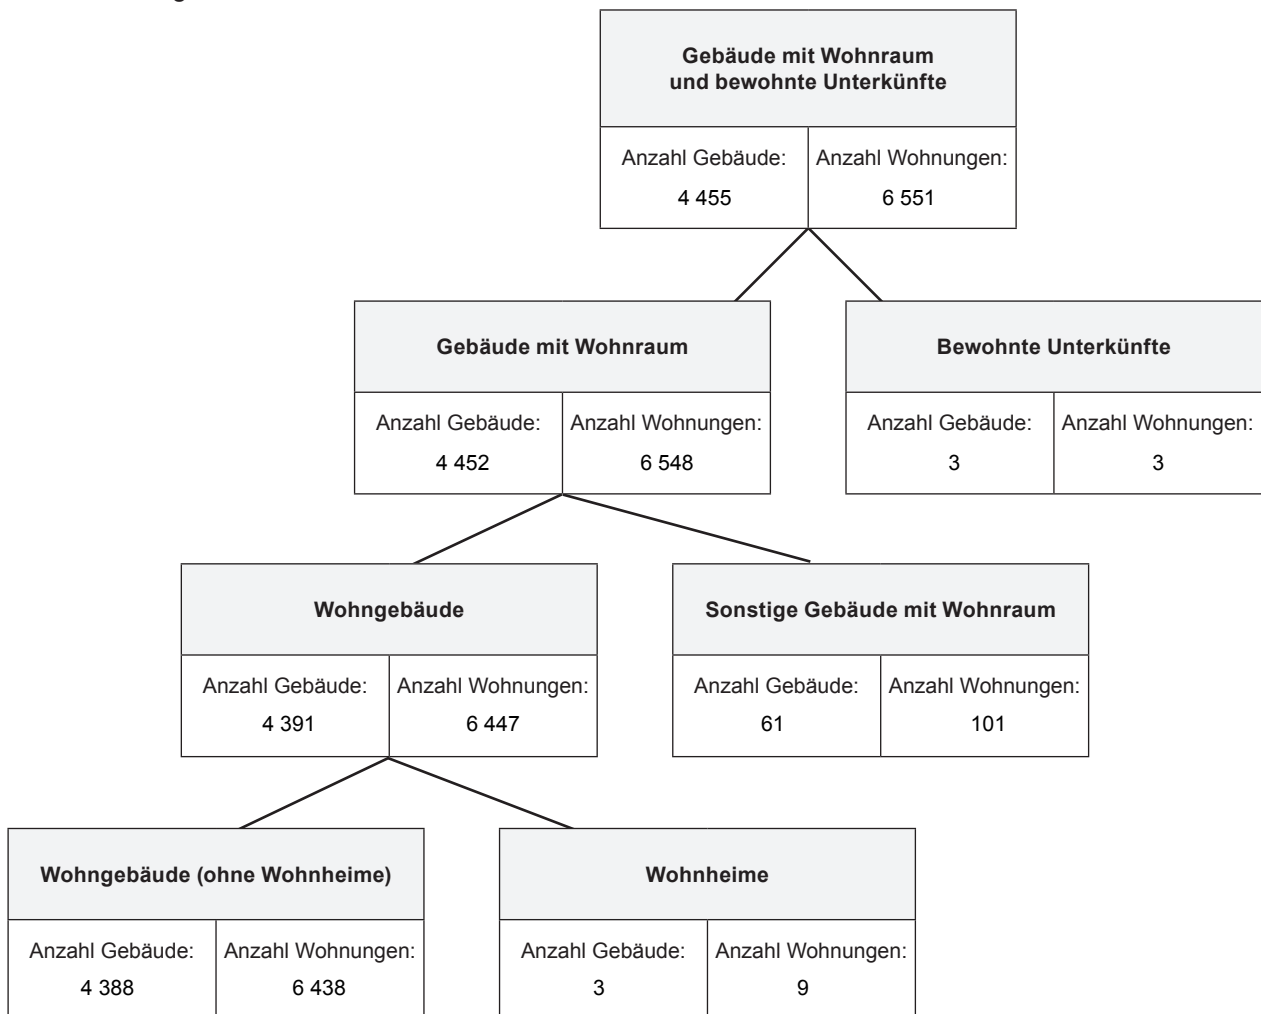 Gebäude mit Wohnraum
und bewohnte Unterkünfte
Anzahl Gebäude: Anzahl Wohnungen:
4 455 6 551
Gebäude mit Wohnraum Bewohnte Unterkünfte
Anzahl Gebäude: Anzahl Wohnungen: Anzahl Gebäude: Anzahl Wohnungen:
4 452 6 548 3 3
Wohngebäude Sonstige Gebäude mit Wohnraum
Anzahl Gebäude: Anzahl Wohnungen: Anzahl Gebäude: Anzahl Wohnungen:
4 391 6 447 61 101
Wohngebäude (ohne Wohnheime) Wohnheime
Anzahl Gebäude: Anzahl Wohnungen: Anzahl Gebäude: Anzahl Wohnungen:
4 388 6 438 3 9